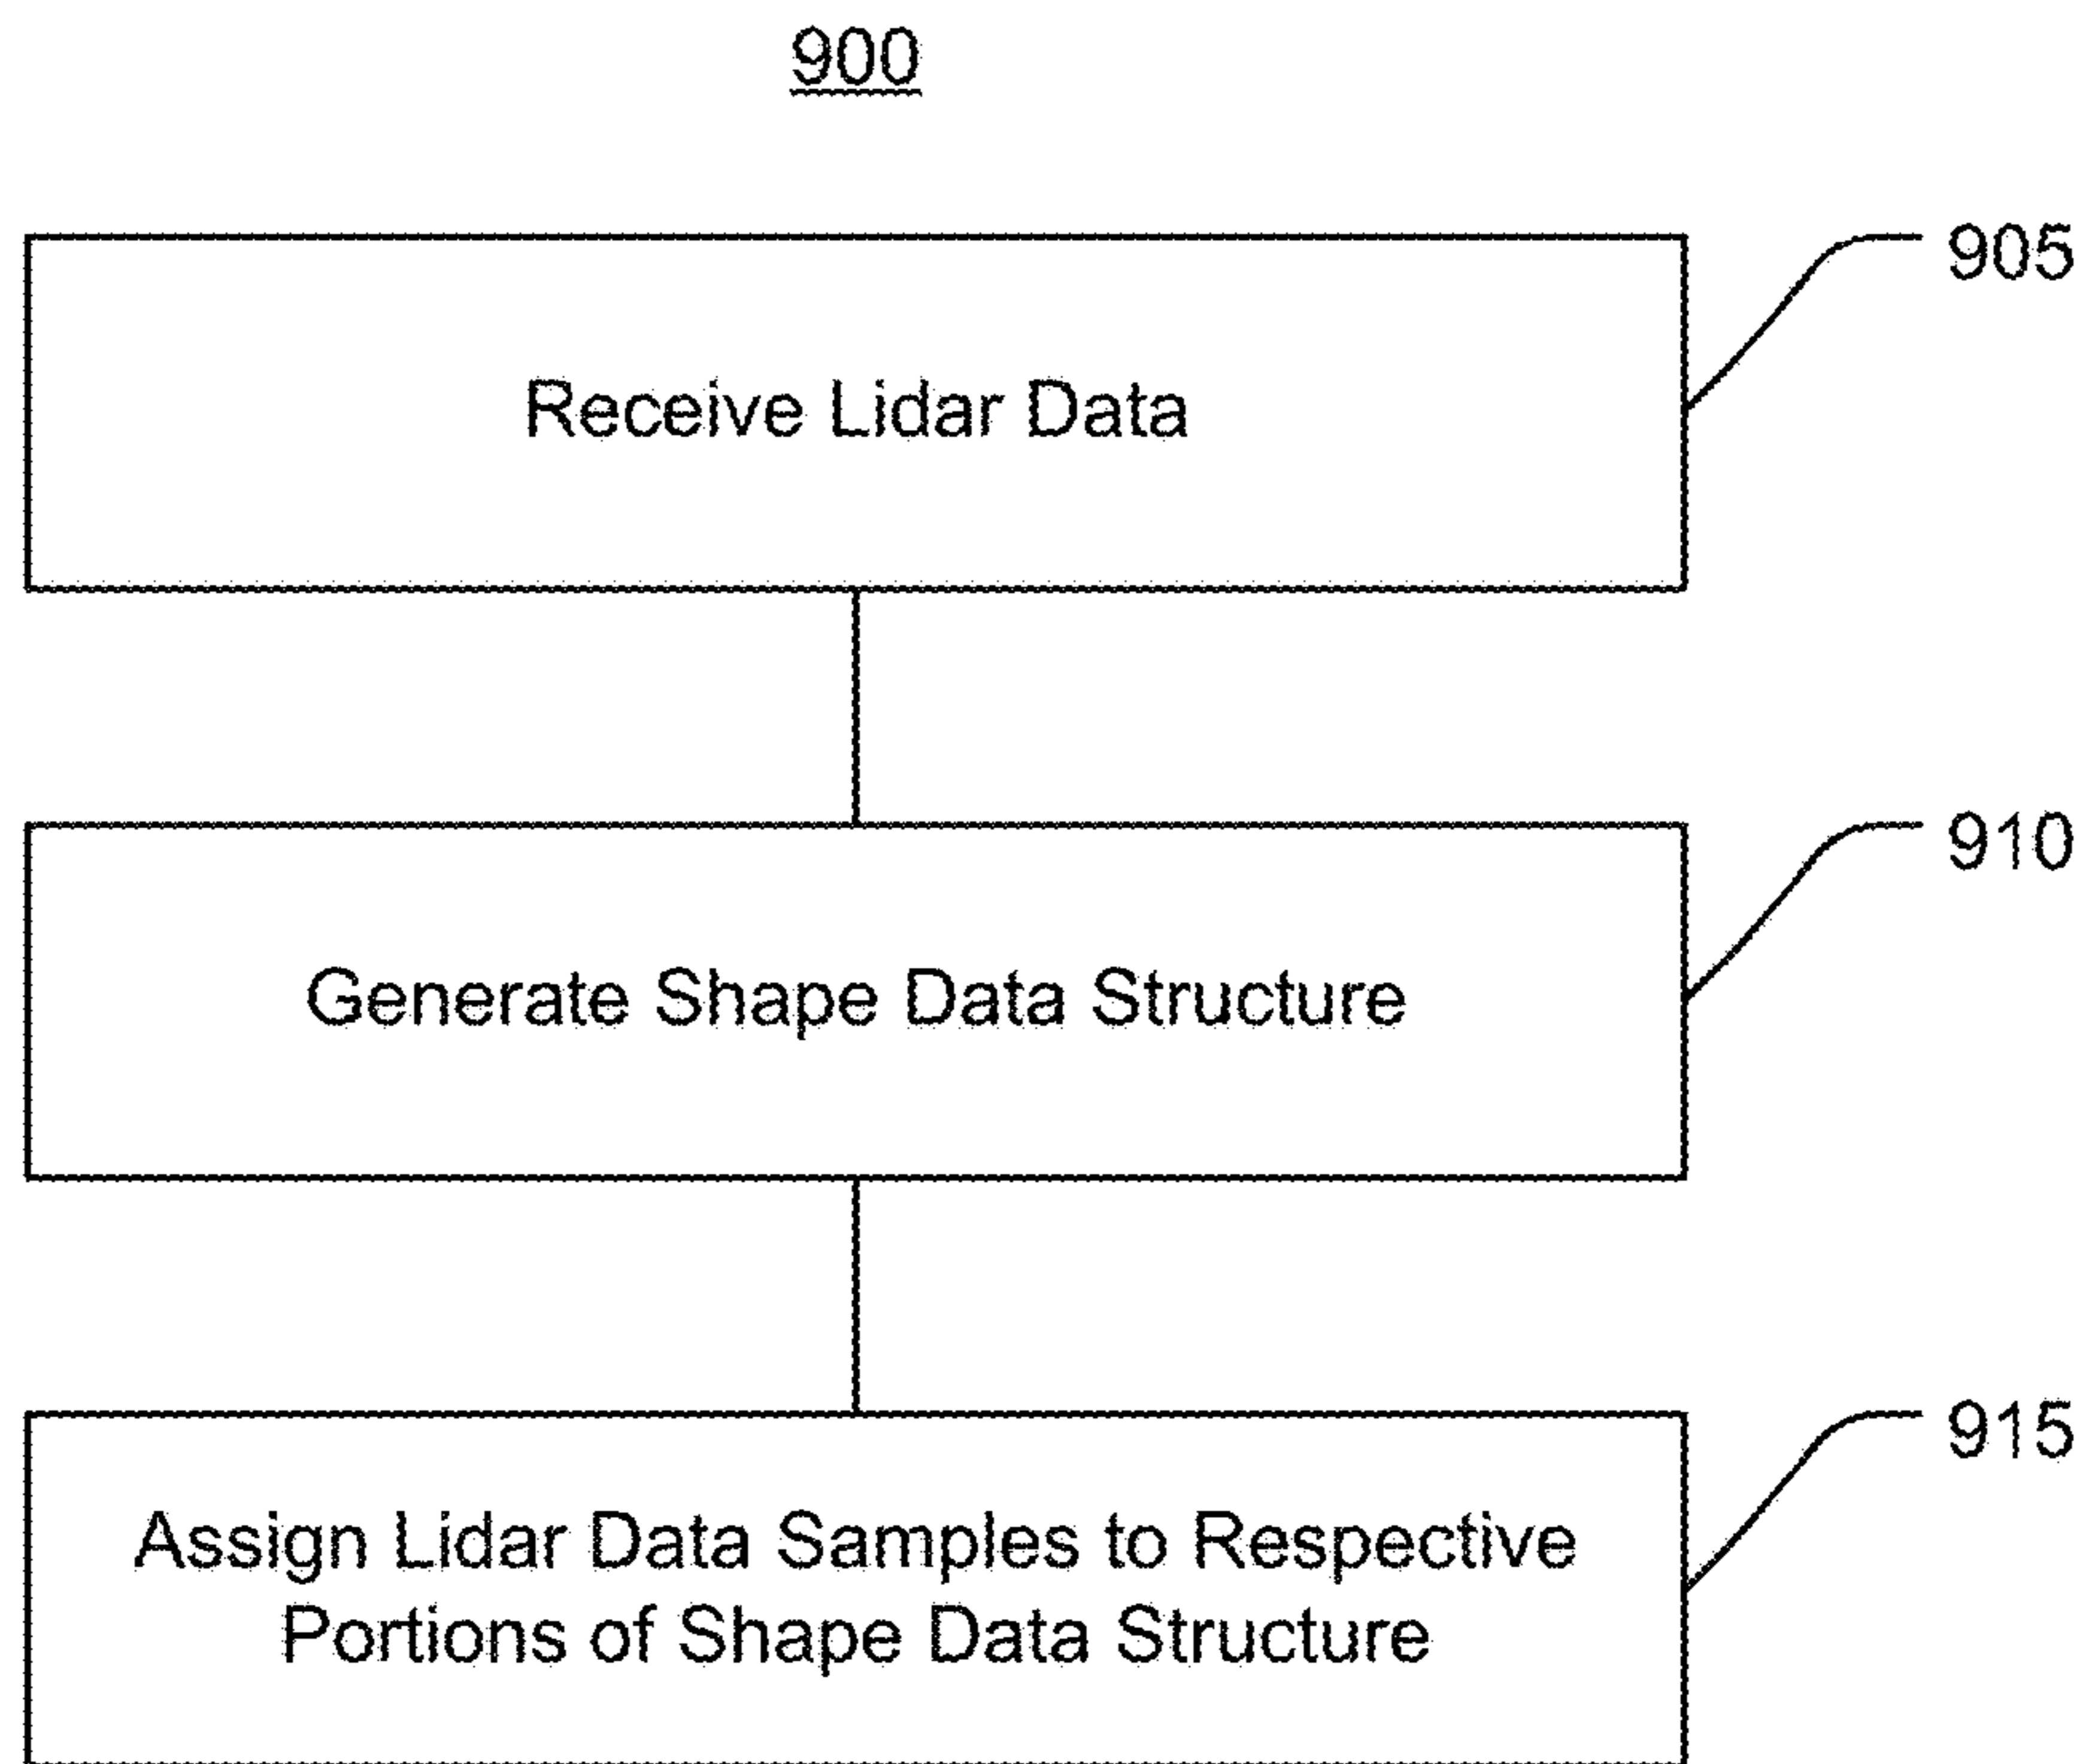 900
905
Receive Lidar Data
910
Generate Shape Data Structure
915
Assign Lidar Data Samples to Respective
Portions of Shape Data Structure